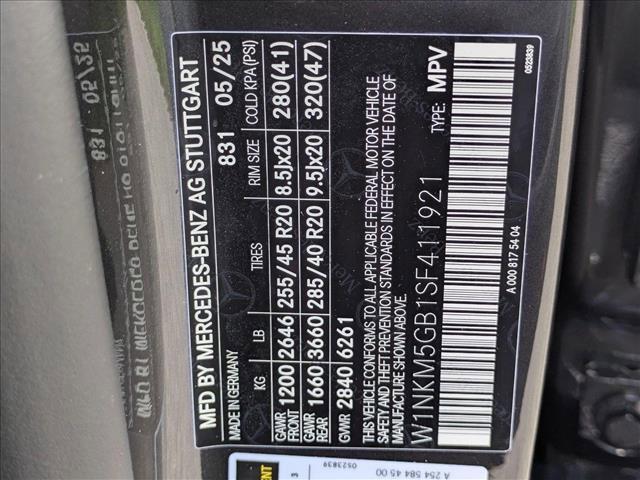 MFD BY MERCEDES-BENZ AG STUTTGART
MADE IN GERMANY 831 05/25
KG LB TIRES RIM SIZE COLD KPA (PSI)
GAWR FRONT 1200 2646 255/45 R20 8.5Jx20 280(41)
GAWR REAR 1660 3660 285/40 R20 9.5Jx20 320(47)
GVWR 2840 6261
THIS VEHICLE CONFORMS TO ALL APPLICABLE FEDERAL MOTOR VEHICLE
SAFETY AND THEFT PREVENTION STANDARDS IN EFFECT ON THE DATE OF
MANUFACTURE SHOWN ABOVE.
W1NKM5GB1SF411921 TYPE: MPV
A 000 817 54 04
0523839
A 254 584 45 00
0523839